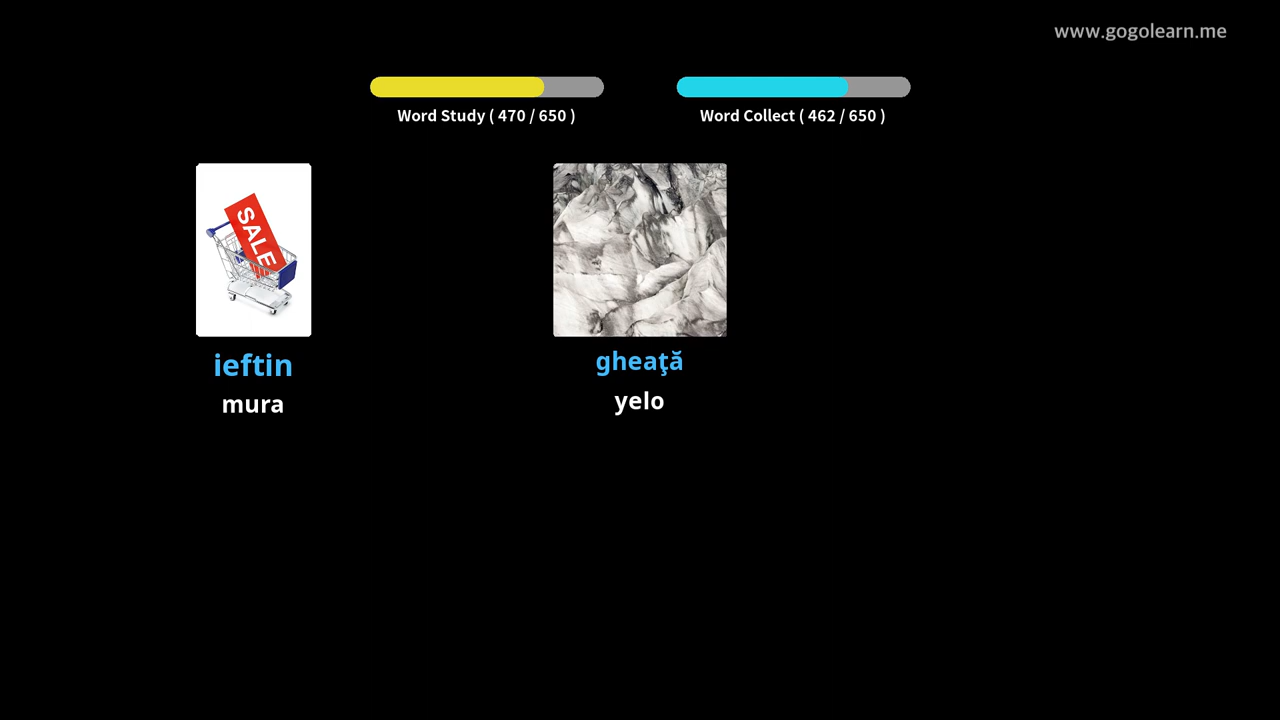 www.gogolearn.me
Word Study ( 470 / 650 )
Word Collect ( 462 / 650 )
SALE
ieftin
mura
gheaţă
yelo